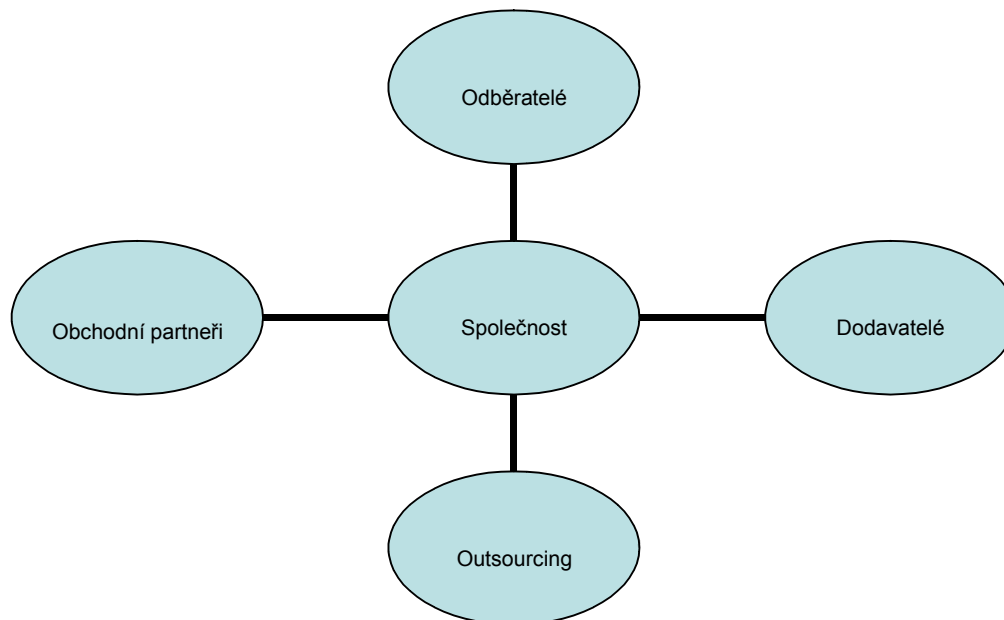 Odběratelé
Obchodní partneři
Společnost
Dodavatelé
Outsourcing